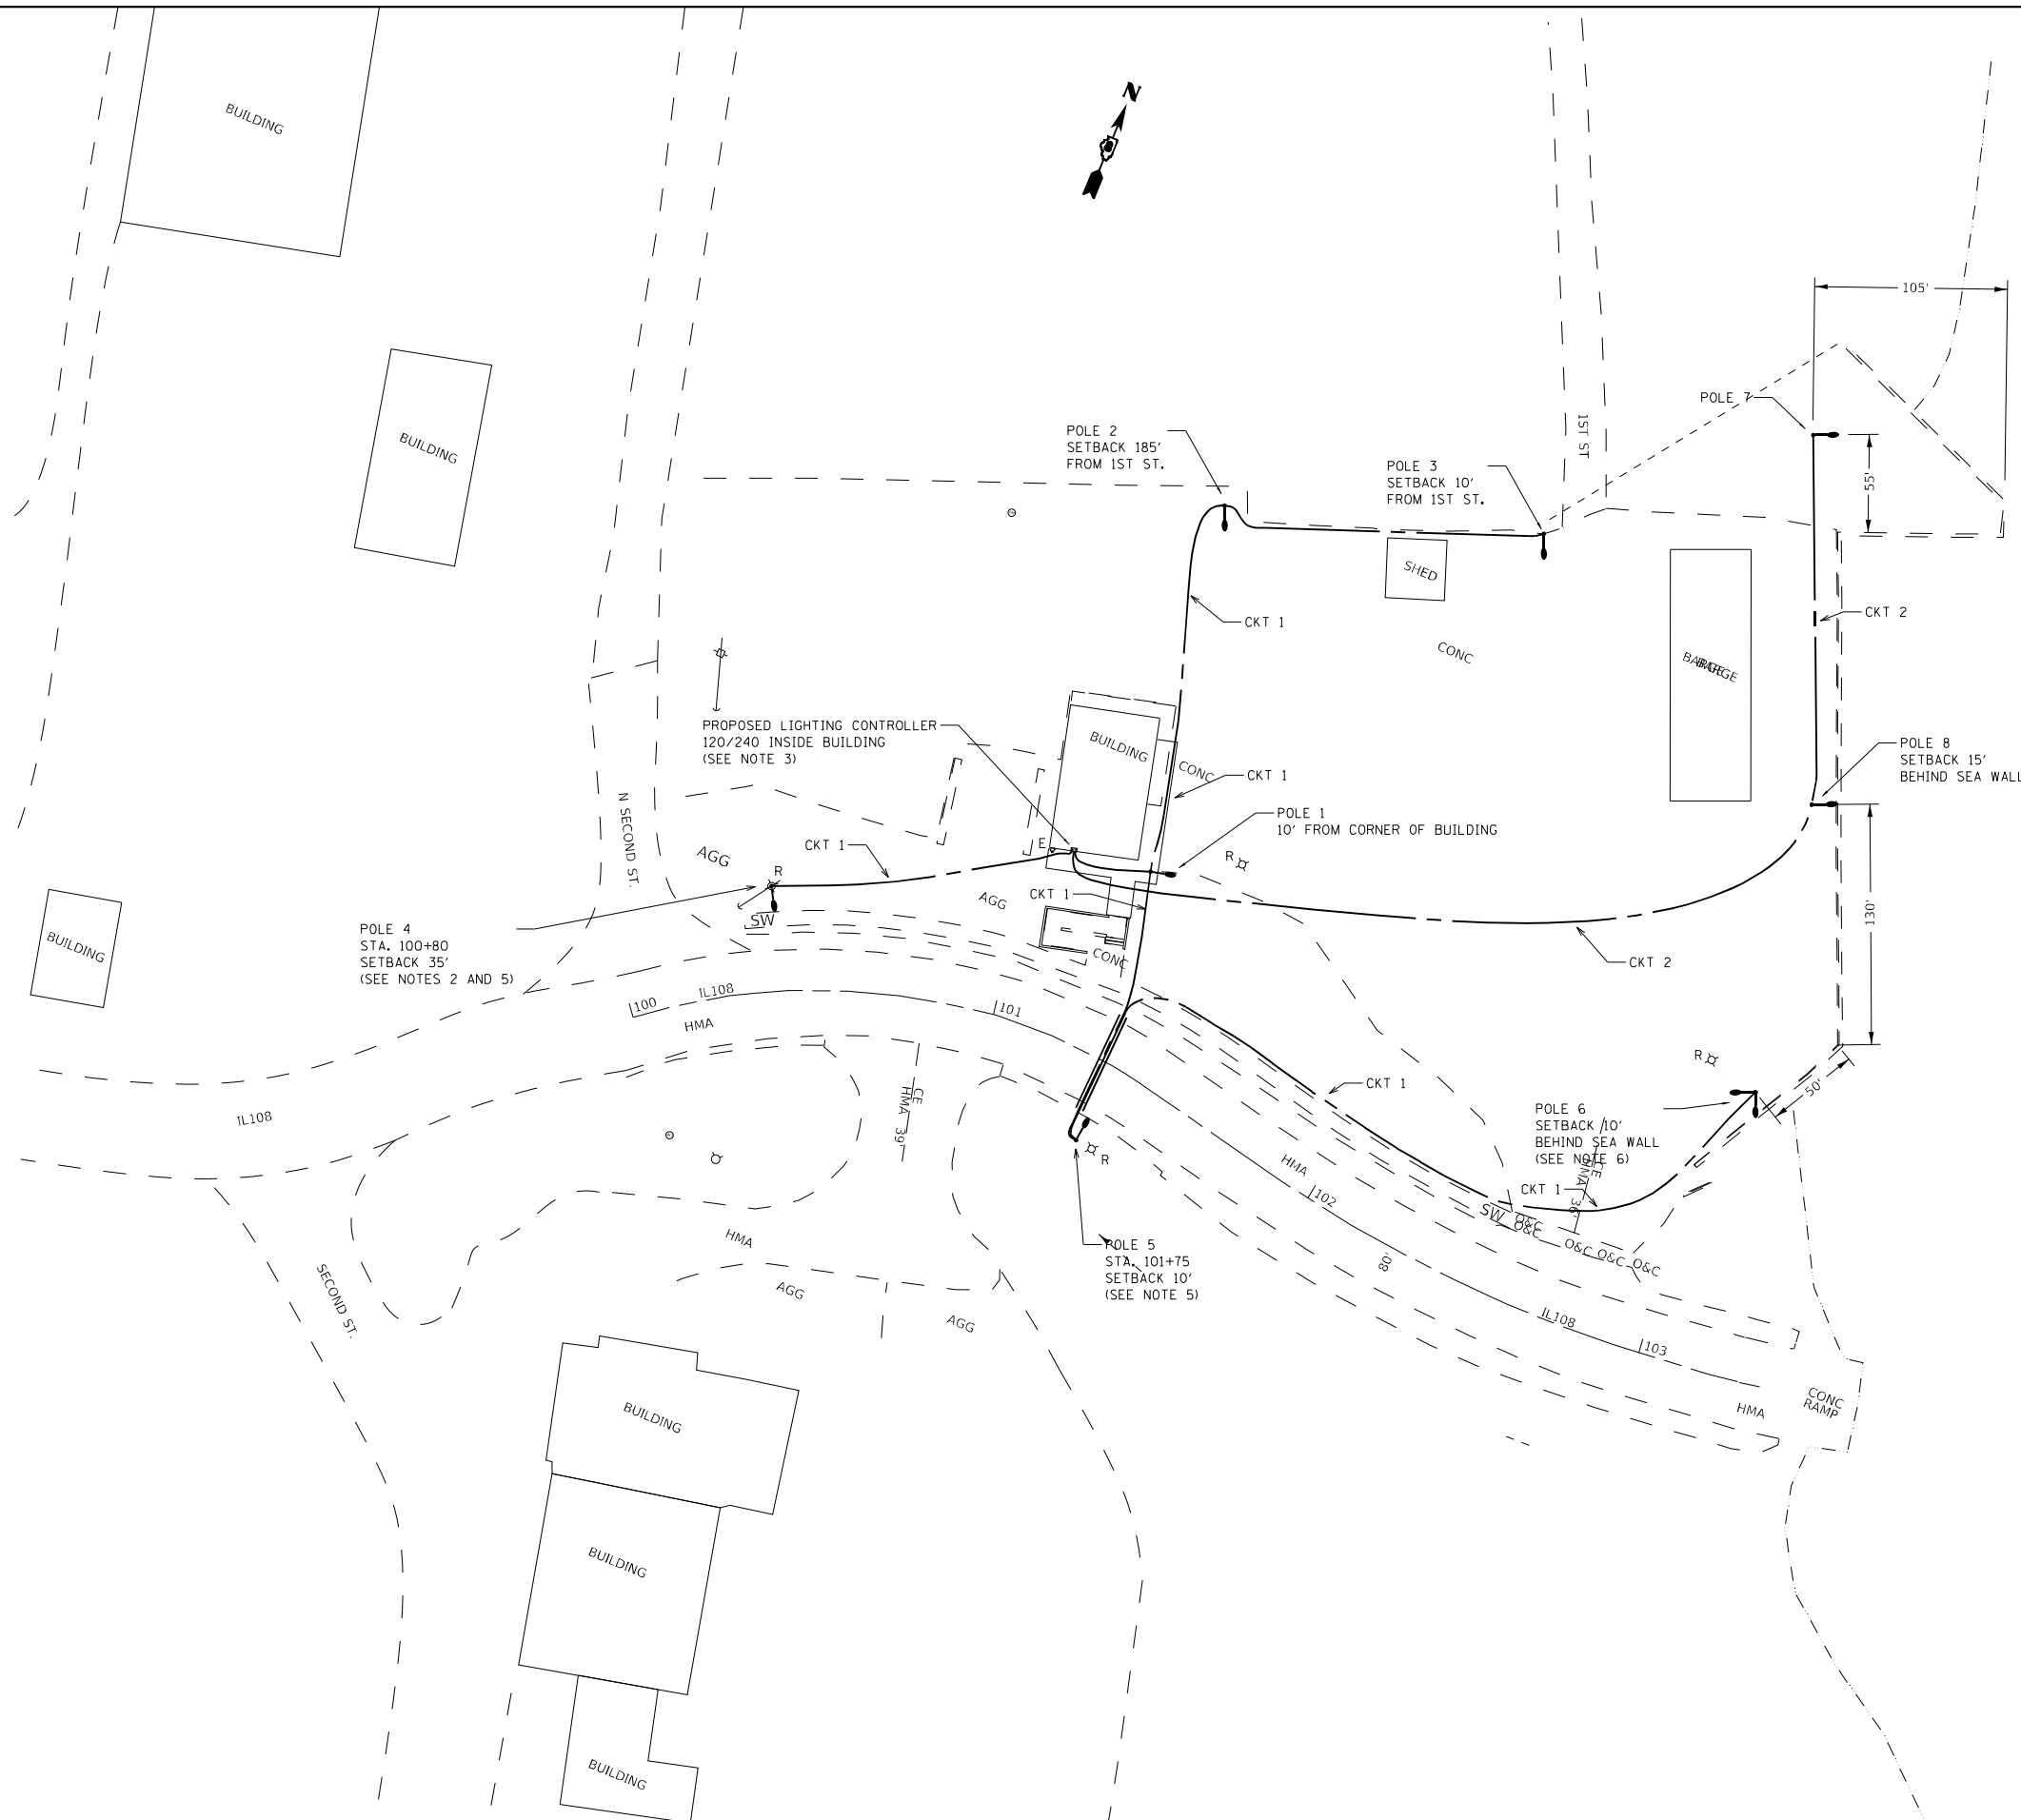 N
BUILDING
105'
POLE 7
BUILDING
POLE 2
SETBACK 185'
FROM 1ST ST.
1ST ST
POLE 3
SETBACK 10'
FROM 1ST ST.
55'
SHED
CKT 1
CKT 2
CONC
BARGE
BARGE
PROPOSED LIGHTING CONTROLLER
120/240 INSIDE BUILDING
(SEE NOTE 3)
BUILDING
CONC
CKT 1
POLE 8
SETBACK 15'
BEHIND SEA WALL
N SECOND ST.
POLE 1
10' FROM CORNER OF BUILDING
AGG
CKT 1
E
R
R
AGG
CKT 1
SW
130'
BUILDING
POLE 4
STA. 100+80
SETBACK 35'
(SEE NOTES 2 AND 5)
CONC
CKT 2
100
IL108
101
HMA
R
CKT 1
50'
CE
HMA 39'
IL108
POLE 6
SETBACK 10'
BEHIND SEA WALL
(SEE NOTE 6)
R
HMA
CE
HMA 36'
CKT 1
102
SW
O&C
O&C
O&C
O&C
O&C
HMA
POLE 5
STA. 101+75
SETBACK 10'
(SEE NOTE 5)
80'
SECOND ST.
AGG
AGG
IL108
103
CONC
RAMP
HMA
BUILDING
BUILDING
BUILDING